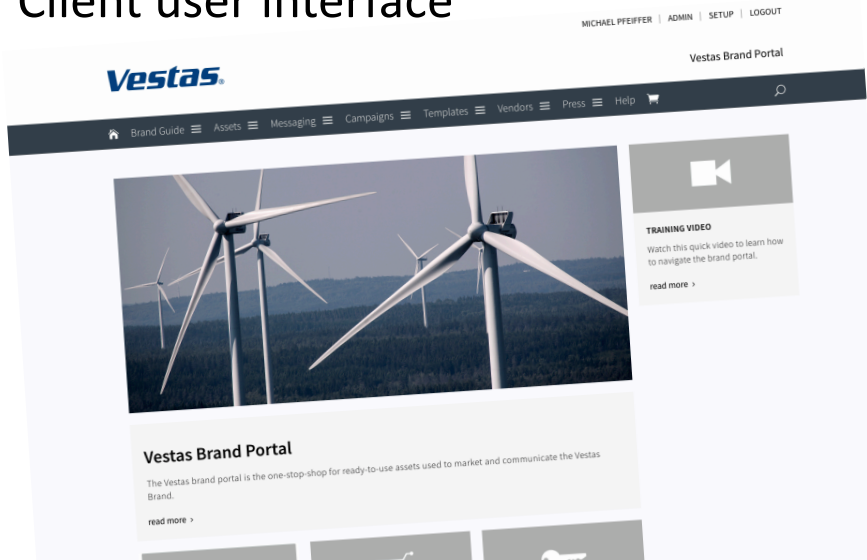 Client user interface
MICHAEL PFEIFFER | ADMIN | SETUP | LOGOUT
Vestas.
Vestas Brand Portal
Brand Guide Assets Messaging Campaigns Templates Vendors Press Help
TRAINING VIDEO
Watch this quick video to learn how
to navigate the brand portal.
read more ›
Vestas Brand Portal
The Vestas brand portal is the one-stop-shop for ready-to-use assets used to market and communicate the Vestas
Brand.
read more ›